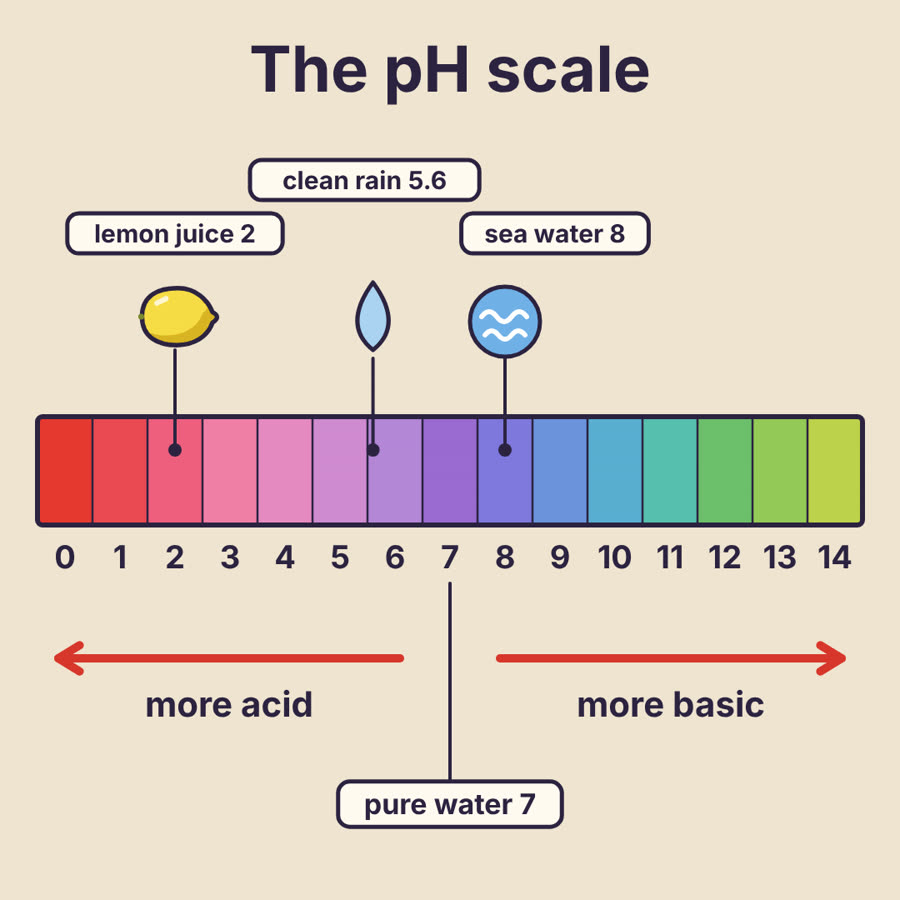 The pH scale
clean rain 5.6
lemon juice 2
sea water 8
0 1 2 3 4 5 6 7 8 9 10 11 12 13 14
more acid
more basic
pure water 7